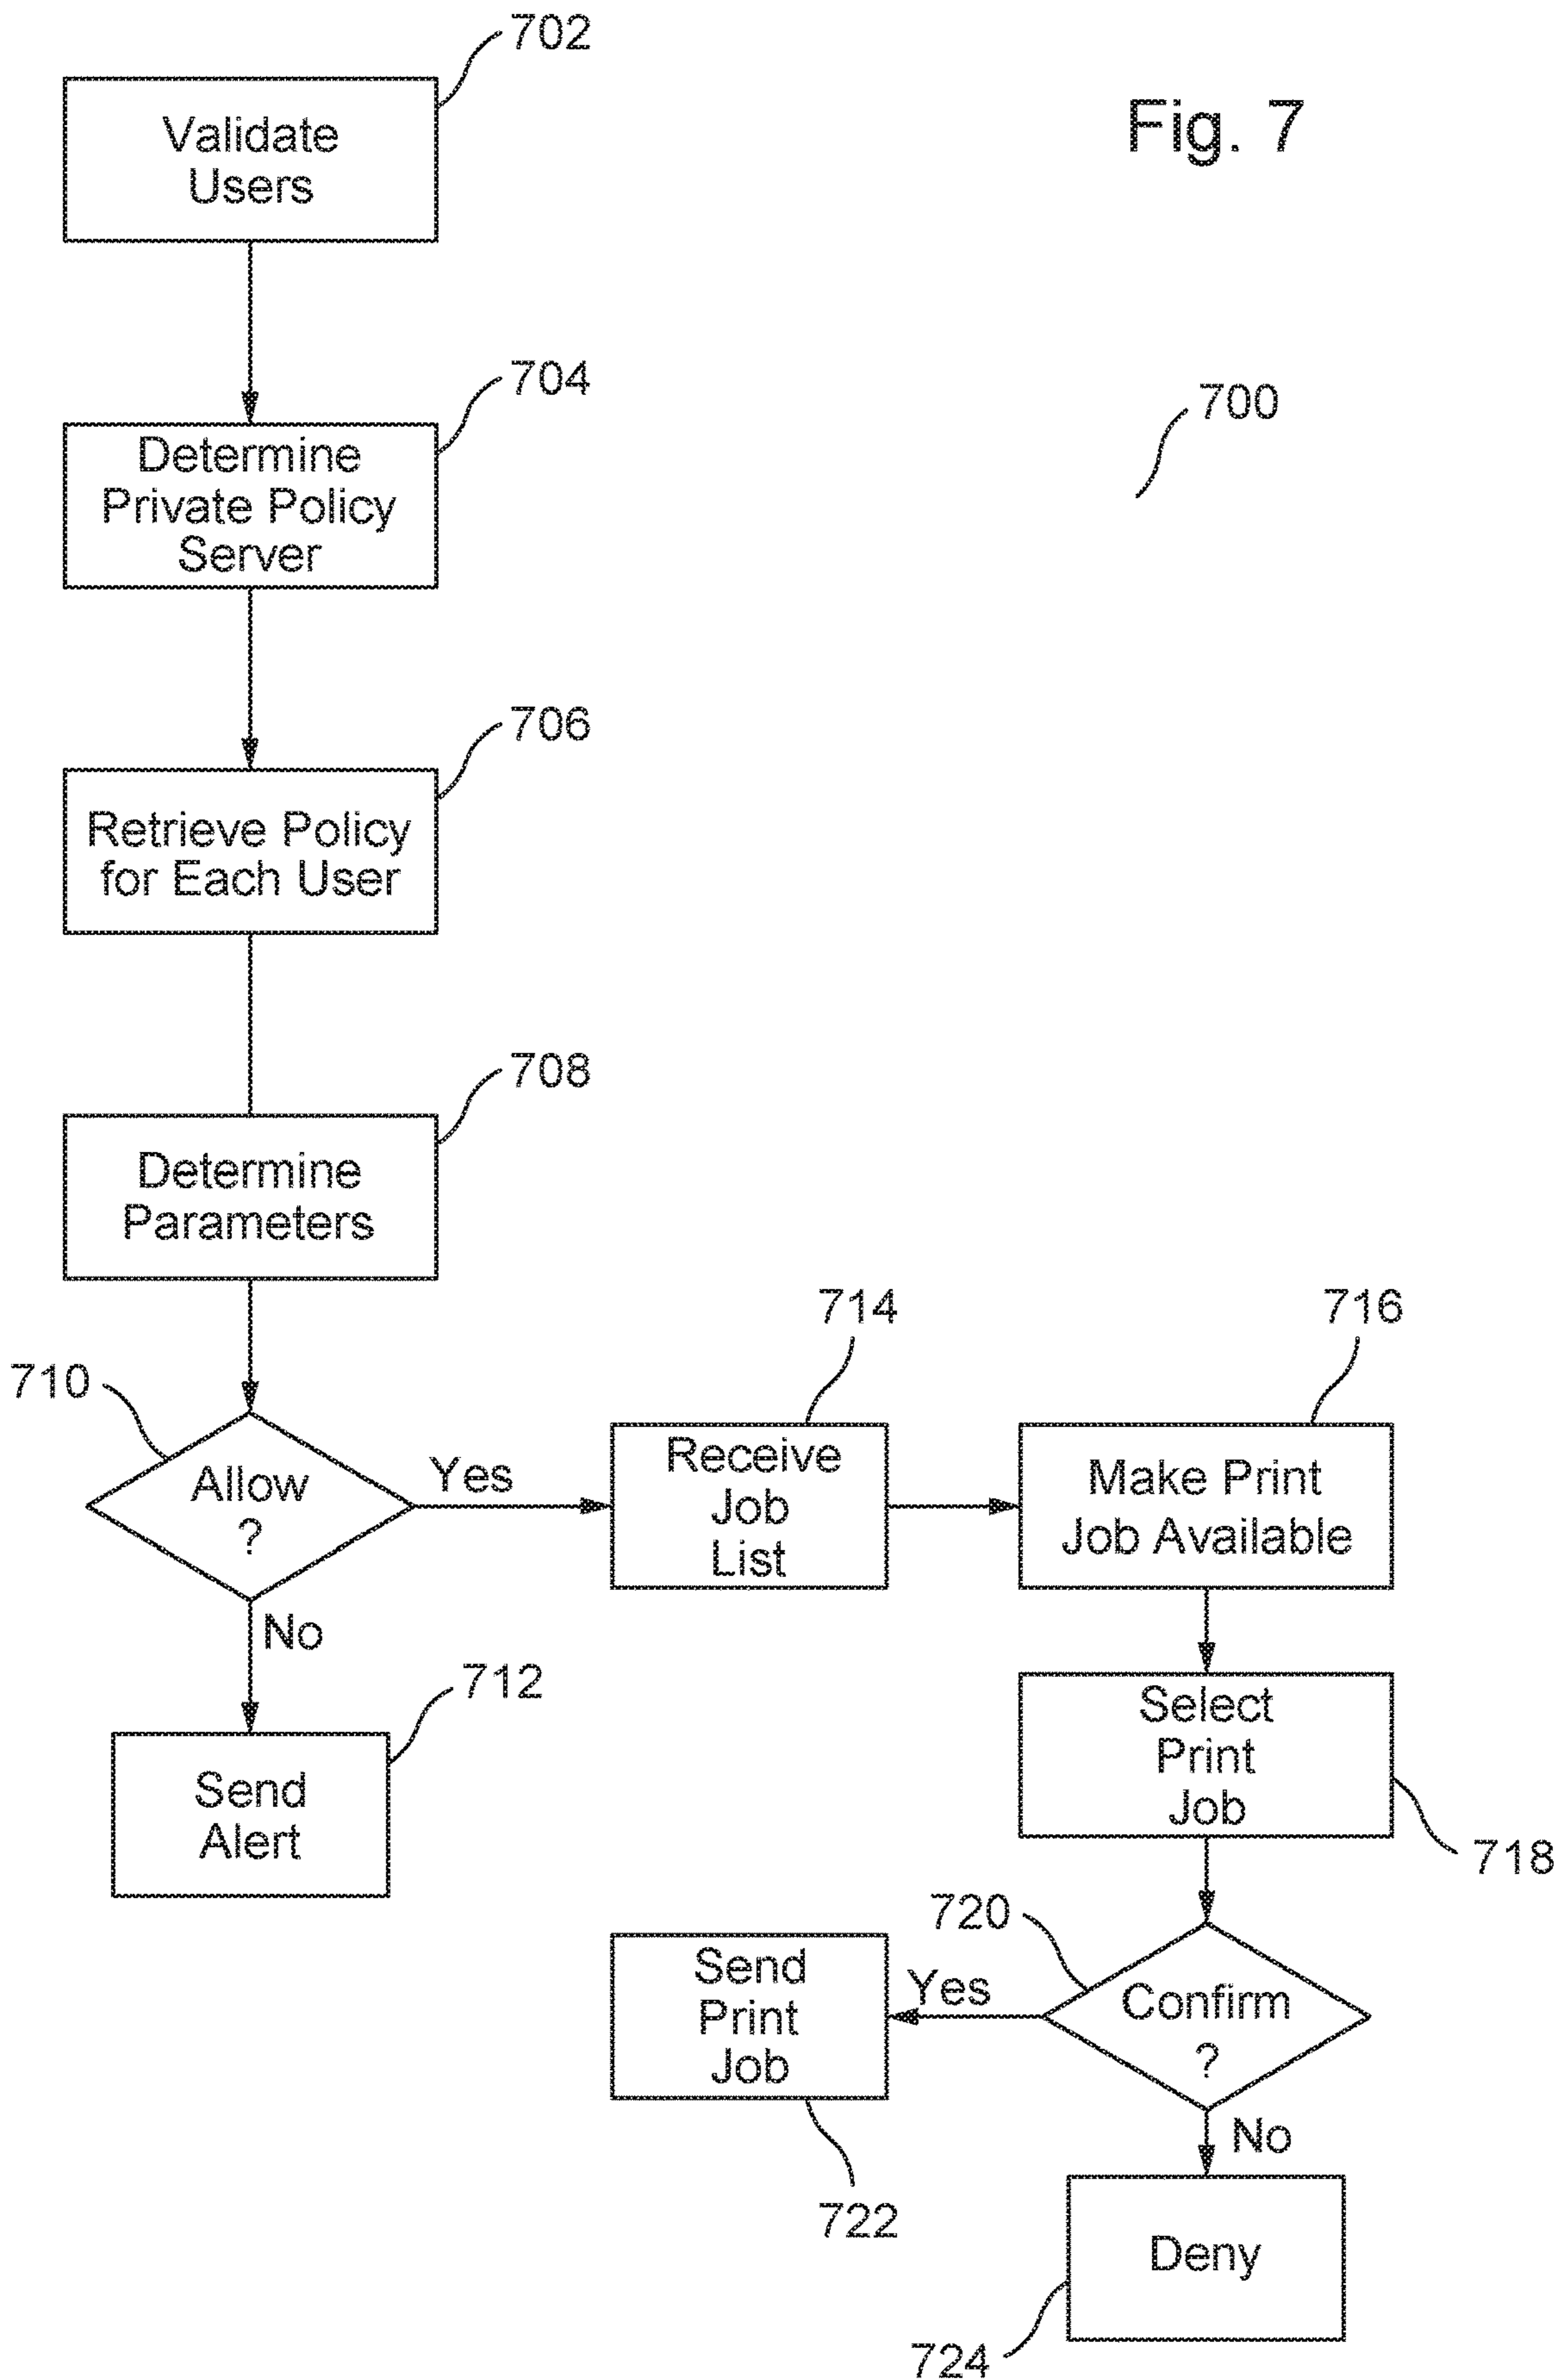 702
Fig. 7
Validate
Users
704
700
Determine
Private Policy
Server
706
Retrieve Policy
for Each User
708
Determine
Parameters
714
716
710
Allow
?
Yes
Receive
Job
List
Make Print
Job Available
No
712
Send
Alert
Select
Print
Job
718
720
Send
Print
Job
Yes
Confirm
?
722
No
Deny
724